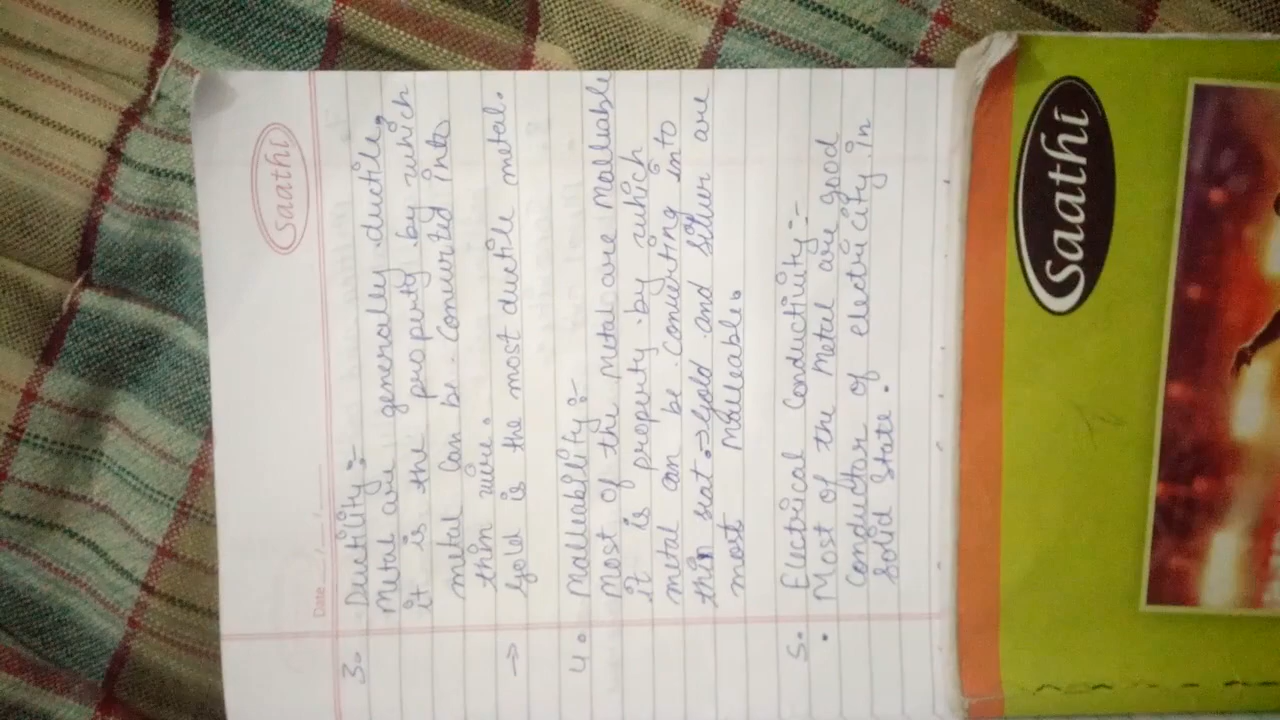 Saathi
Date / /
3. Ductility:-
Metal are generally ductile,
it is the property by which
metal can be converted into
thin wire.
→ Gold is the most ductile metal.
4. Malleability:-
Most of the metal are Malleable
it is property by which
metal can be converting into
thin seat. → Gold and silver are
most Malleable.
5. Electrical Conductivity:-
• Most of the metal are good
Conductor of electricity in
Solid state.
Saathi